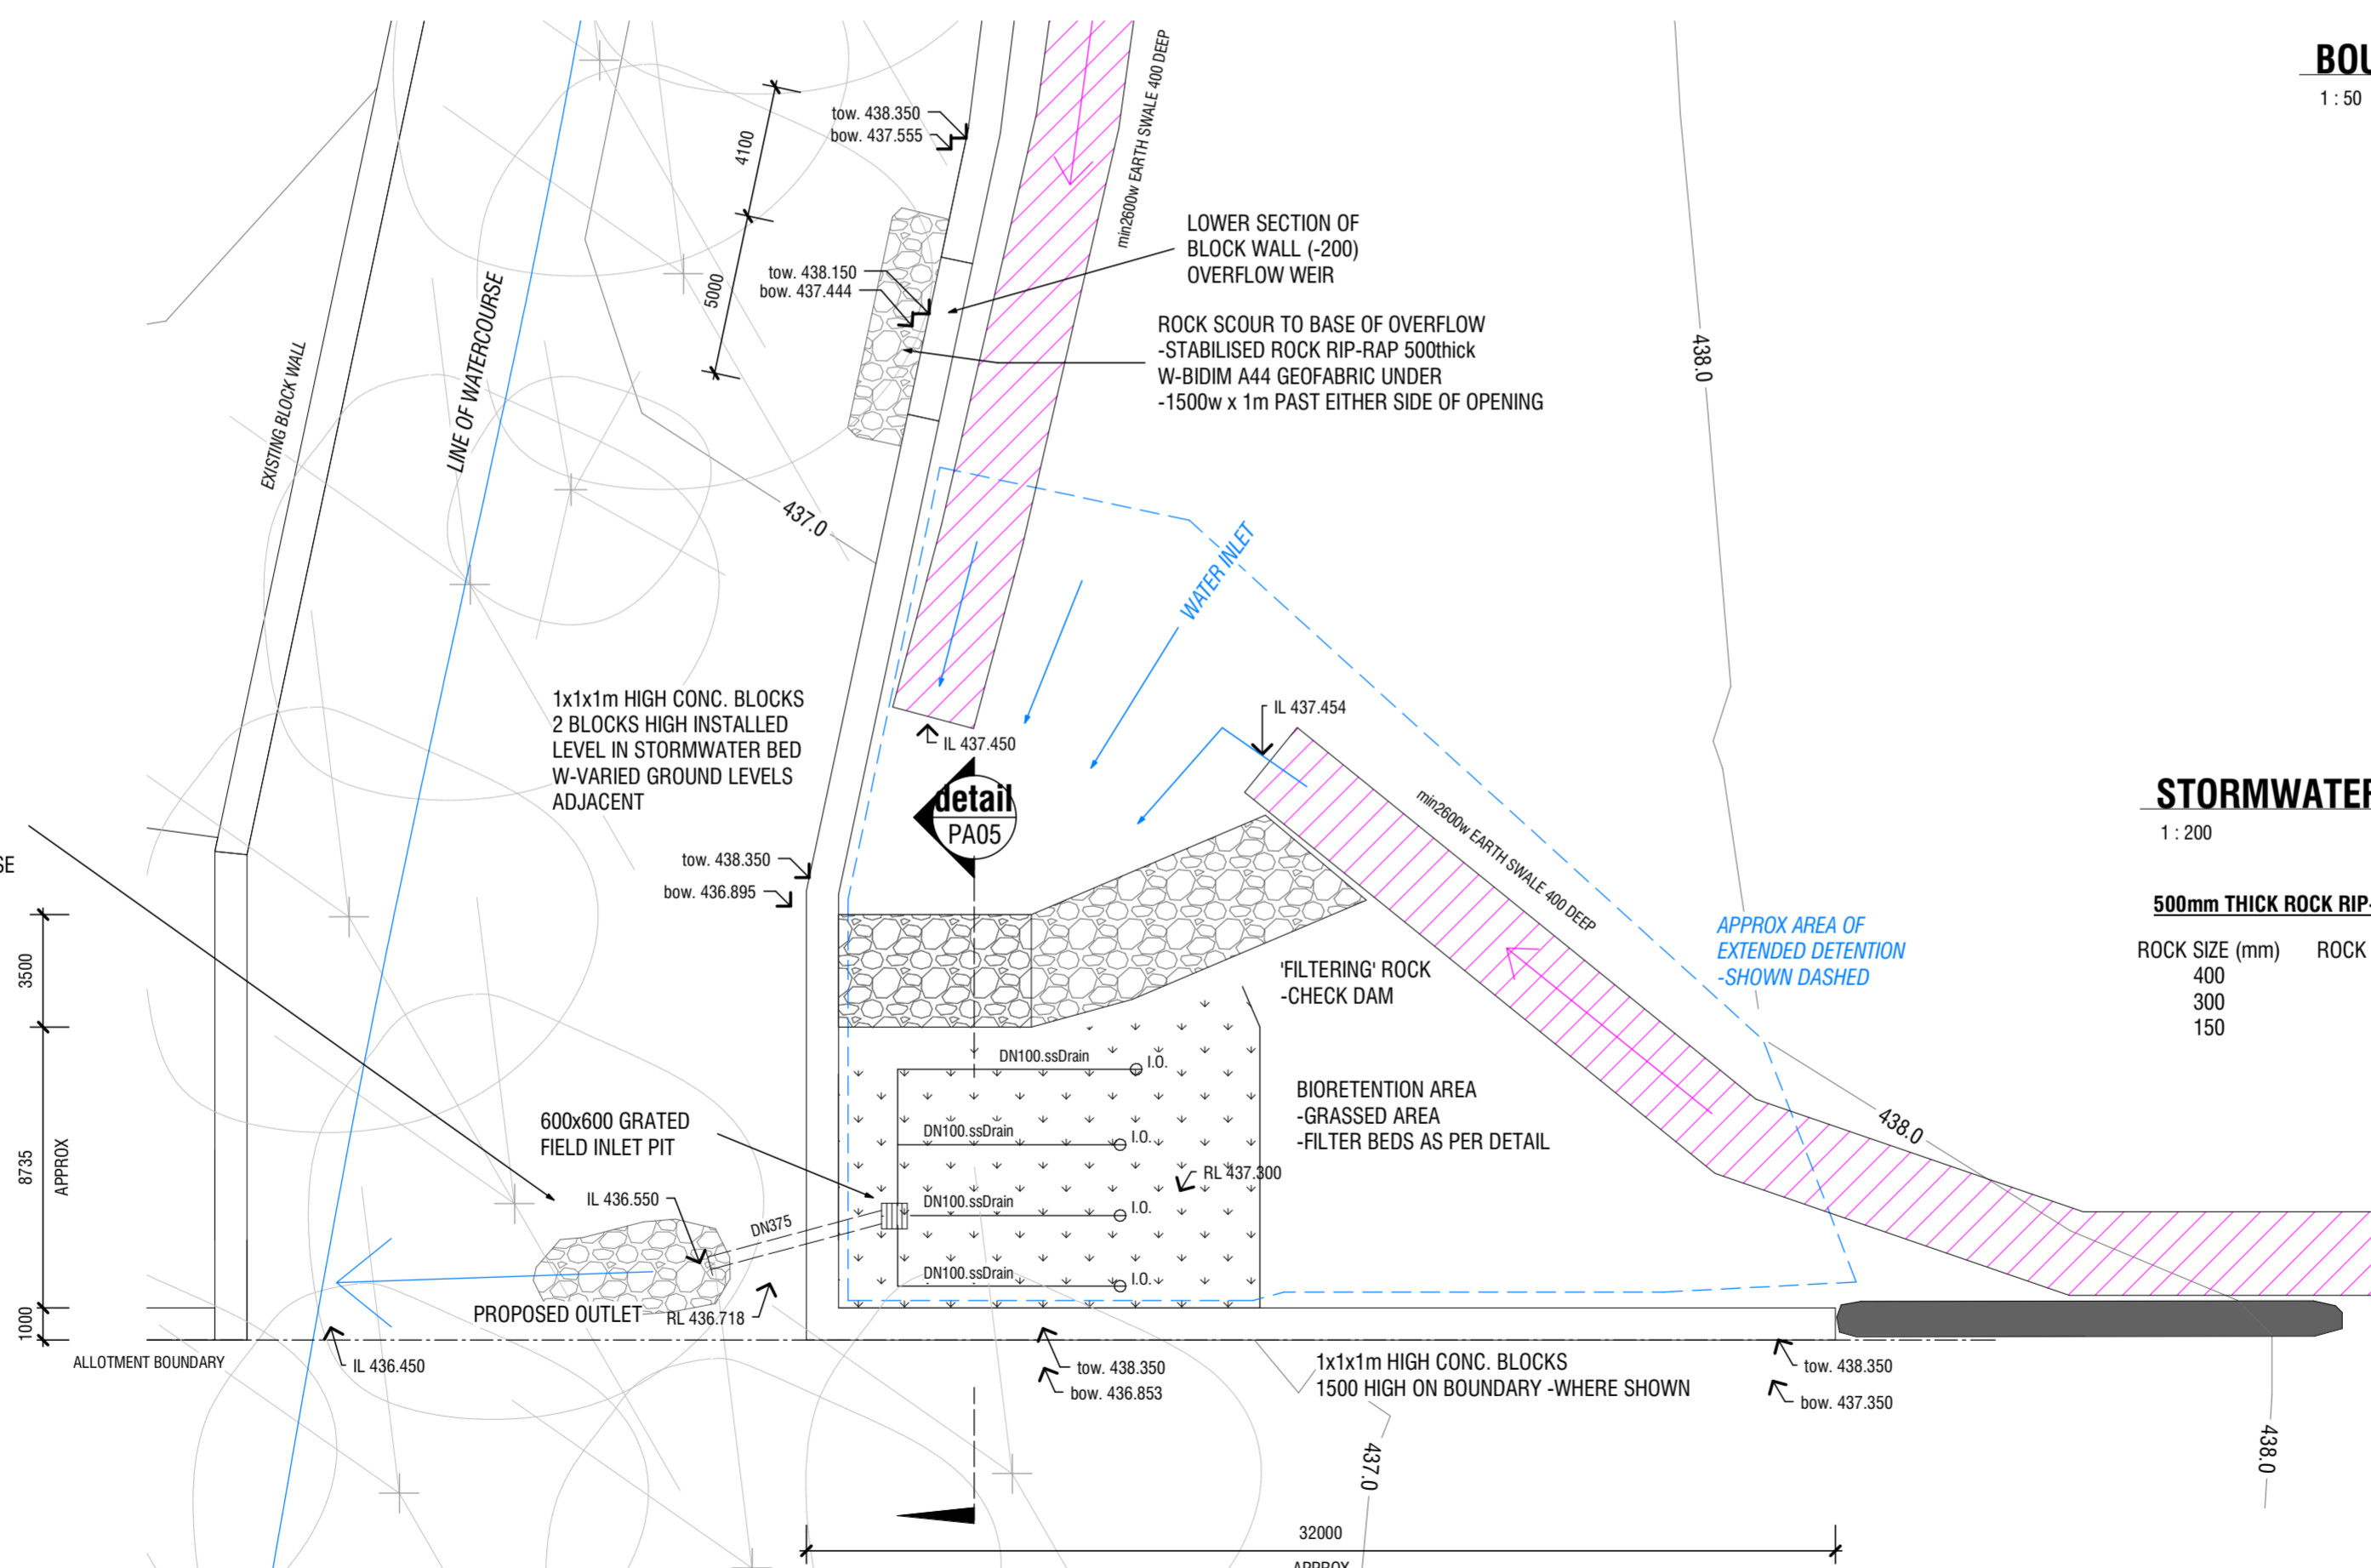 BOU
1 : 50
tow. 438.350
bow. 437.555
4100
5000
min2600w EARTH SWALE 400 DEEP
LOWER SECTION OF
BLOCK WALL (-200)
OVERFLOW WEIR
tow. 438.150
bow. 437.444
ROCK SCOUR TO BASE OF OVERFLOW
-STABILISED ROCK RIP-RAP 500thick
W-BIDIM A44 GEOFABRIC UNDER
-1500w x 1m PAST EITHER SIDE OF OPENING
438.0
EXISTING BLOCK WALL
LINE OF WATERCOURSE
437.0
WATER INLET
1x1x1m HIGH CONC. BLOCKS
2 BLOCKS HIGH INSTALLED
LEVEL IN STORMWATER BED
W-VARIED GROUND LEVELS
ADJACENT
IL 437.450
IL 437.454
detail
PA05
min2600w EARTH SWALE 400 DEEP
STORMWATER
1 : 200
SE
tow. 438.350
bow. 436.895
500mm THICK ROCK RIP-
ROCK SIZE (mm) ROCK
400
300
150
APPROX AREA OF
EXTENDED DETENTION
-SHOWN DASHED
3500
'FILTERING' ROCK
-CHECK DAM
DN100.ssDrain
I.O.
BIORETENTION AREA
-GRASSED AREA
-FILTER BEDS AS PER DETAIL
438.0
600x600 GRATED
FIELD INLET PIT
DN100.ssDrain
I.O.
8735
APPROX
RL 437.300
IL 436.550
DN375
DN100.ssDrain
I.O.
DN100.ssDrain
I.O.
PROPOSED OUTLET
RL 436.718
1000
ALLOTMENT BOUNDARY
IL 436.450
tow. 438.350
bow. 436.853
1x1x1m HIGH CONC. BLOCKS
1500 HIGH ON BOUNDARY -WHERE SHOWN
tow. 438.350
bow. 437.350
437.0
438.0
32000
APPROX